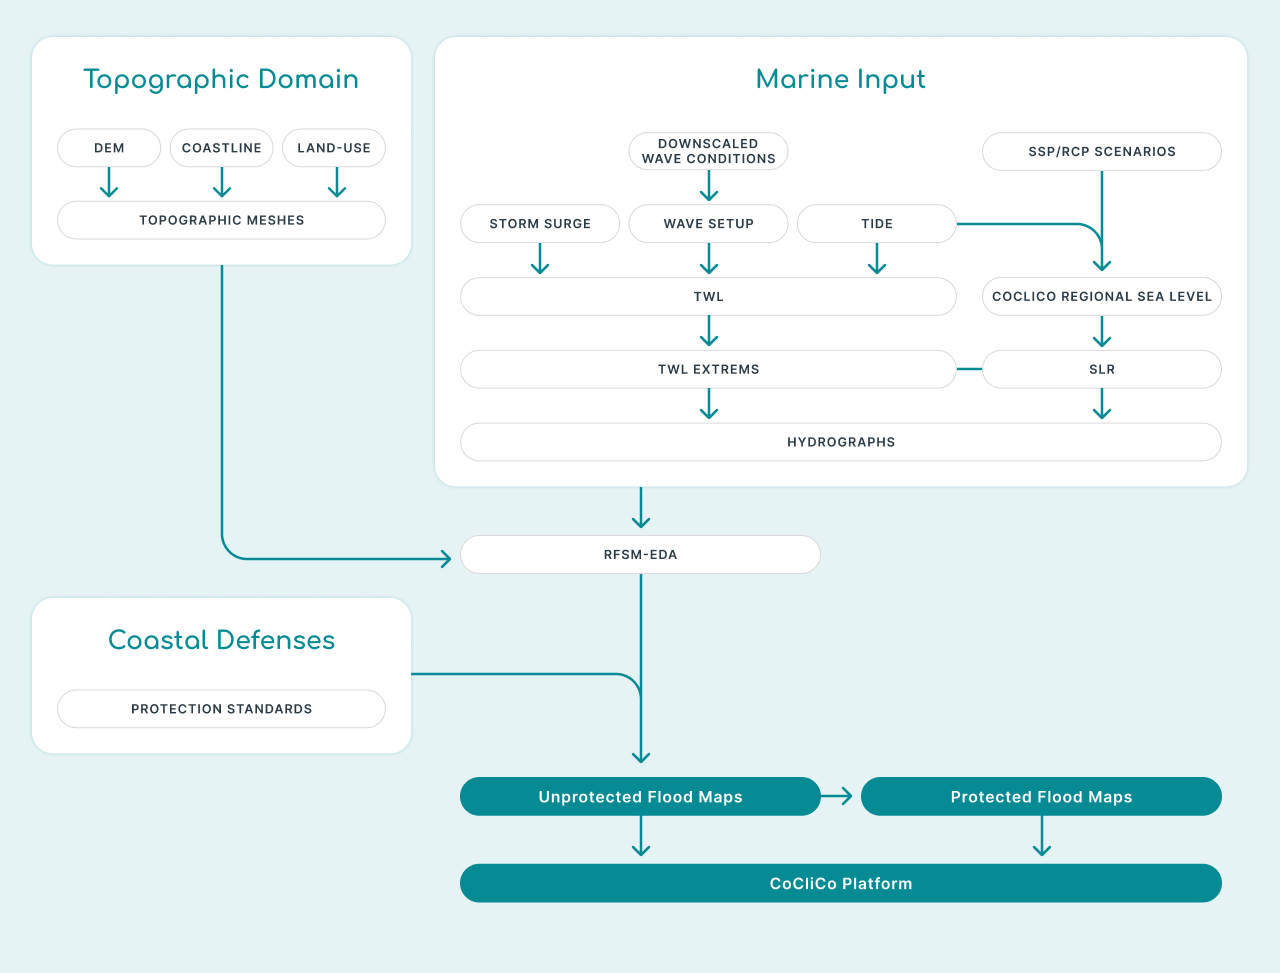 Topographic Domain
DEM
COASTLINE
LAND-USE
TOPOGRAPHIC MESHES
Marine Input
DOWNSCALED
WAVE CONDITIONS
SSP/RCP SCENARIOS
STORM SURGE
WAVE SETUP
TIDE
TWL
COCLICO REGIONAL SEA LEVEL
TWL EXTREMS
SLR
HYDROGRAPHS
RFSM-EDA
Coastal Defenses
PROTECTION STANDARDS
Unprotected Flood Maps
Protected Flood Maps
CoCliCo Platform